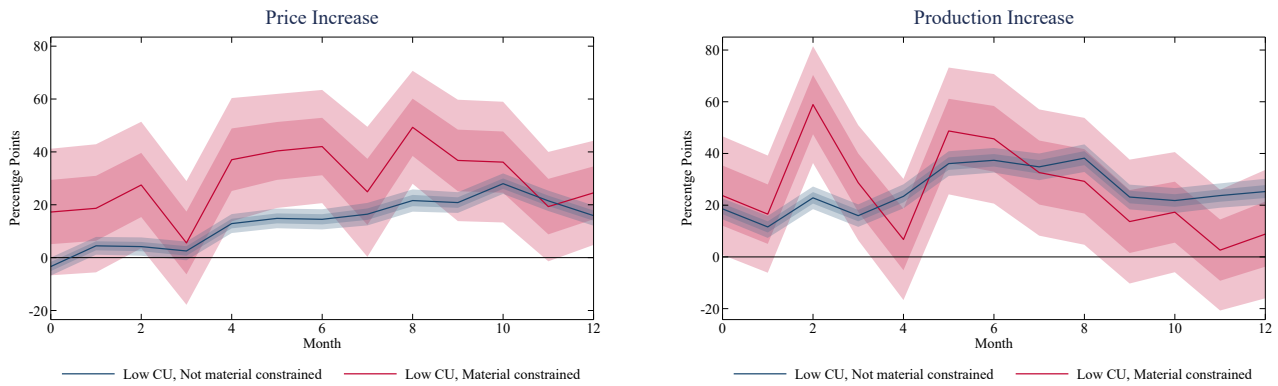 Price Increase
80
60
40
20
0
-20
Percentge Points
0 2 4 6 8 10 12
Month
Low CU, Not material constrained Low CU, Material constrained
Production Increase
80
60
40
20
0
-20
Percentge Points
0 2 4 6 8 10 12
Month
Low CU, Not material constrained Low CU, Material constrained